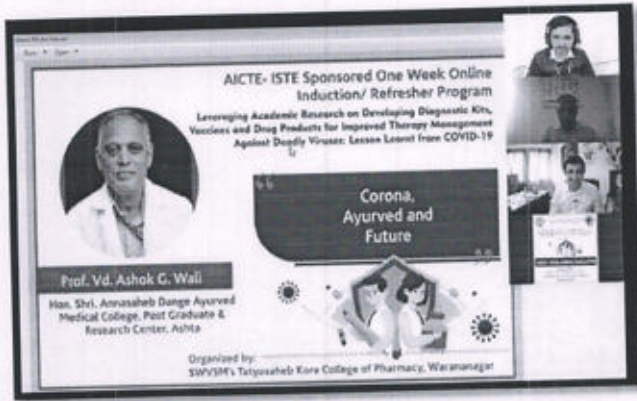 AICTE- ISTE Sponsored One Week Online
Induction/ Refresher Program
Leveraging Academic Research on Developing Diagnostic Kits,
Vaccines and Drug Products for Improved Therapy Management
Against Deadly Viruses: Lesson Learnt from COVID-19
Corona,
Ayurved and
Future
Prof. Vd. Ashok G. Wali
Hon. Shri. Annasaheb Dange Ayurved
Medical College, Post Graduate &
Research Center, Ashta
Organized by:
SWVSM's Tatyasaheb Kore College of Pharmacy, Warananagar